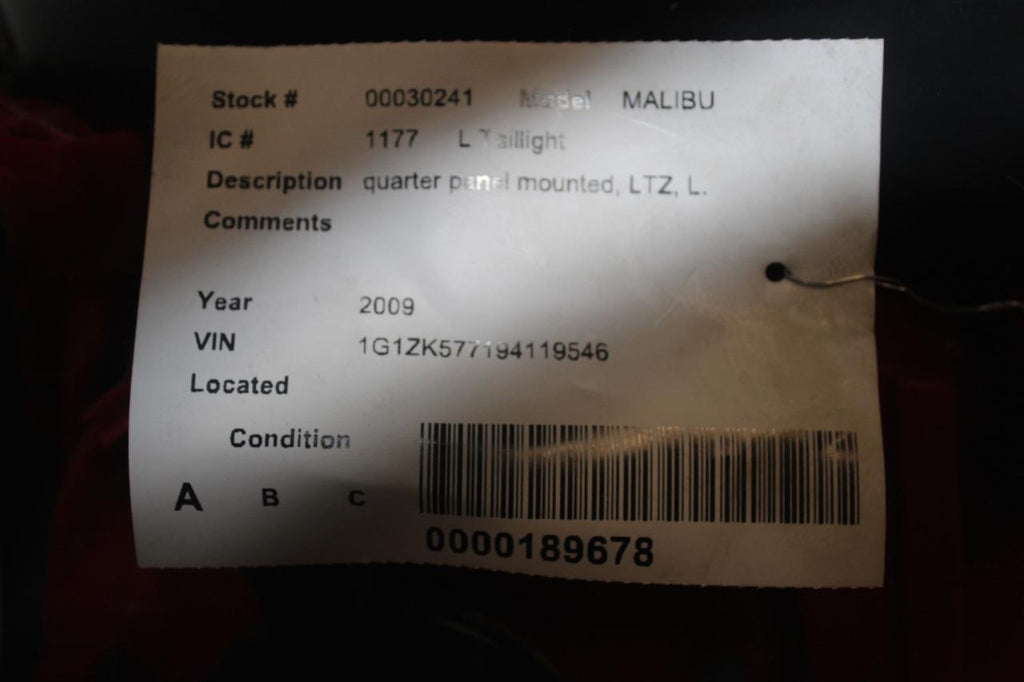 Stock # 00030241 Model MALIBU
IC # 1177 L Taillight
Description quarter panel mounted, LTZ, L.
Comments
Year 2009
VIN 1G1ZK577194119546
Located
Condition
A B C
0000189678